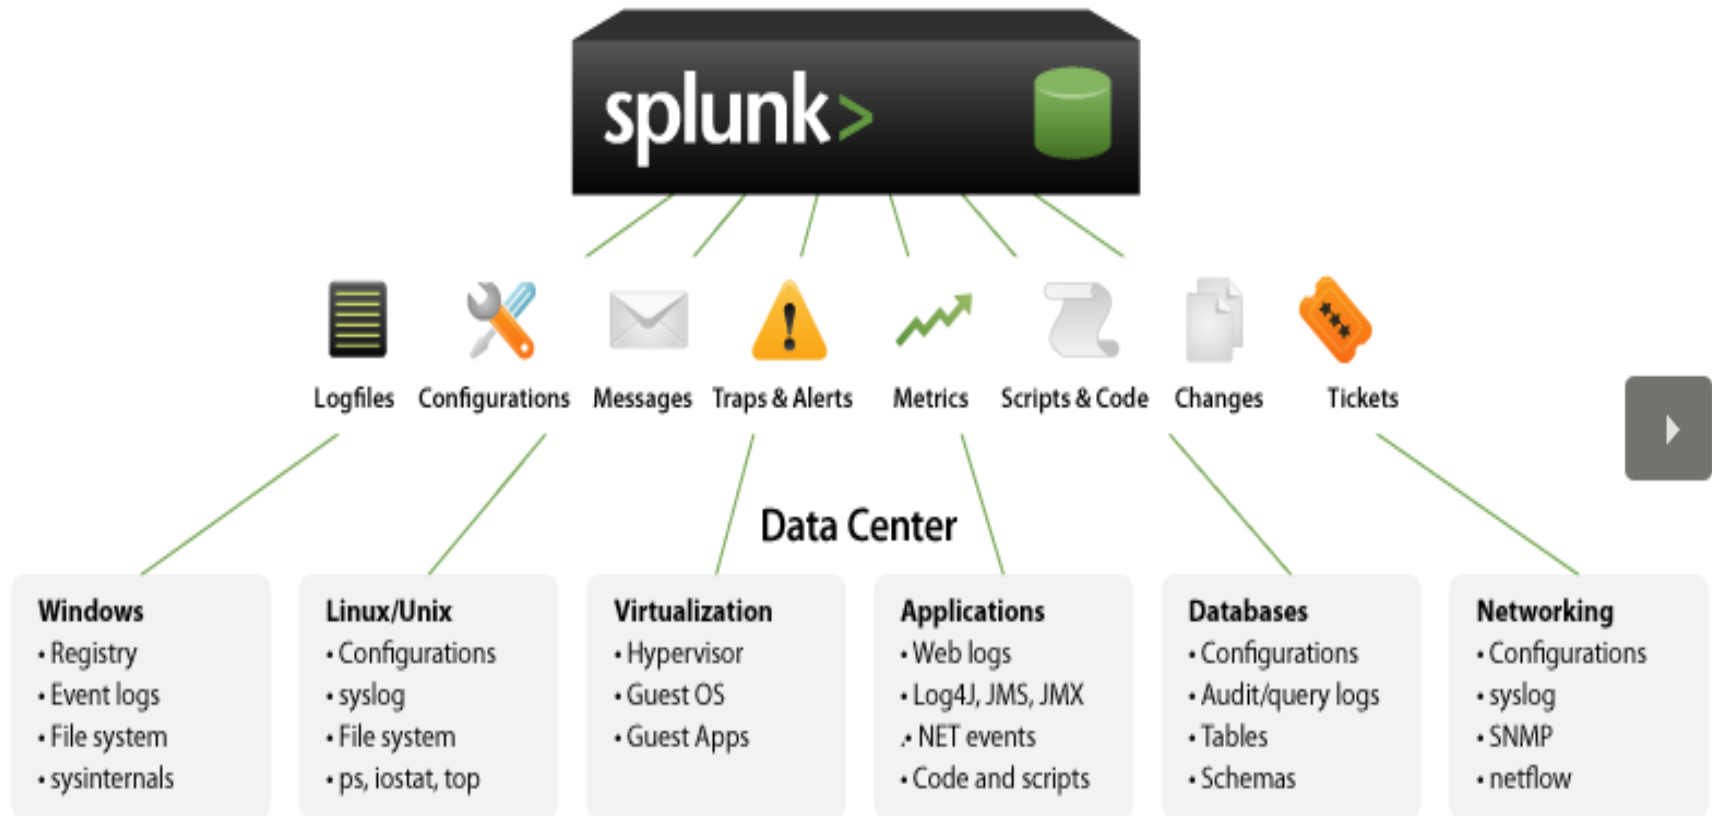 splunk>
Logfiles
Configurations
Messages
Traps & Alerts
Metrics
Scripts & Code
Changes
Tickets
Data Center
Windows
• Registry
• Event logs
• File system
• sysinternals
Linux/Unix
• Configurations
• syslog
• File system
• ps, iostat, top
Virtualization
• Hypervisor
• Guest OS
• Guest Apps
Applications
• Web logs
• Log4J, JMS, JMX
.• NET events
• Code and scripts
Databases
• Configurations
• Audit/query logs
• Tables
• Schemas
Networking
• Configurations
• syslog
• SNMP
• netflow